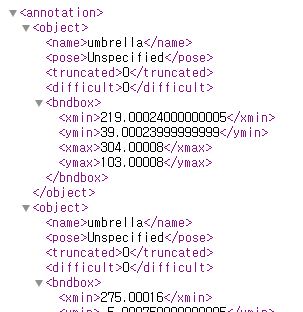 <annotation>
<object>
<name>umbrella</name>
<pose>Unspecified</pose>
<truncated>0</truncated>
<difficult>0</difficult>
<bndbox>
<xmin>219.00024000000005</xmin>
<ymin>39.00023999999999</ymin>
<xmax>304.00008</xmax>
<ymax>103.00008</ymax>
</bndbox>
</object>
<object>
<name>umbrella</name>
<pose>Unspecified</pose>
<truncated>0</truncated>
<difficult>0</difficult>
<bndbox>
<xmin>275.00016</xmin>